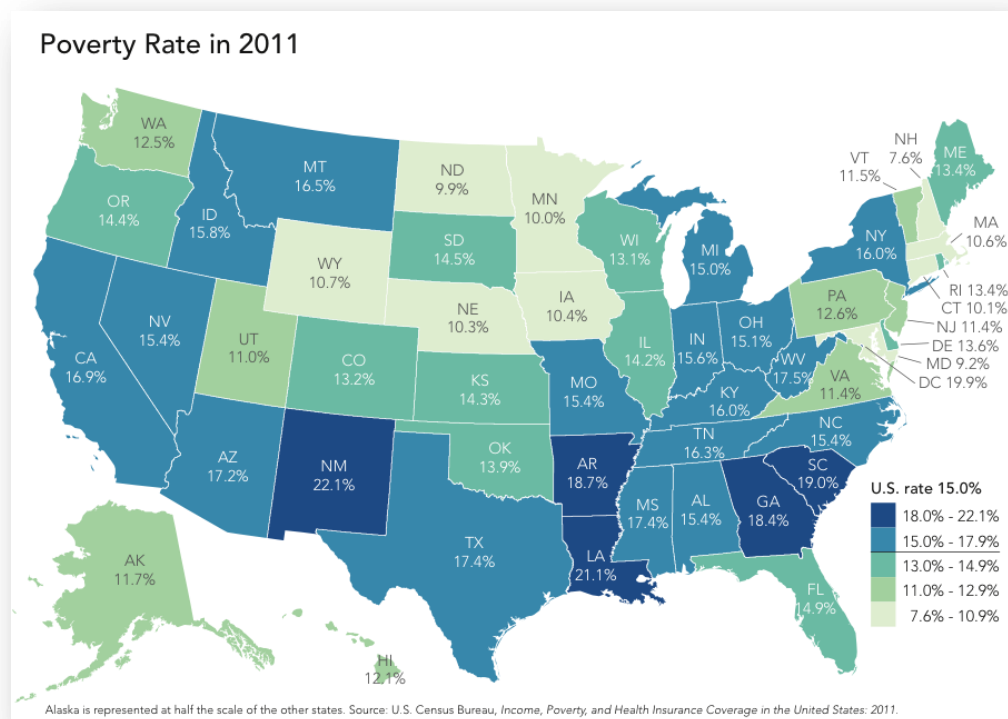 Poverty Rate in 2011
WA
12.5%
MT
16.5%
ND
9.9%
MN
10.0%
VT
11.5%
NH
7.6%
ME
13.4%
OR
14.4%
ID
15.8%
SD
14.5%
WI
13.1%
MI
15.0%
NY
16.0%
MA
10.6%
WY
10.7%
NE
10.3%
IA
10.4%
PA
12.6%
RI 13.4%
CT 10.1%
NJ 11.4%
DE 13.6%
MD 9.2%
DC 19.9%
NV
15.4%
UT
11.0%
CO
13.2%
KS
14.3%
IL
14.2%
IN
15.6%
OH
15.1%
WV
17.5%
VA
11.4%
CA
16.9%
MO
15.4%
KY
16.0%
NC
15.4%
TN
16.3%
AZ
17.2%
NM
22.1%
OK
13.9%
AR
18.7%
SC
19.0%
MS
17.4%
AL
15.4%
GA
18.4%
TX
17.4%
LA
21.1%
FL
14.9%
AK
11.7%
HI
12.1%
U.S. rate 15.0%
18.0% - 22.1%
15.0% - 17.9%
13.0% - 14.9%
11.0% - 12.9%
7.6% - 10.9%
Alaska is represented at half the scale of the other states. Source: U.S. Census Bureau, Income, Poverty, and Health Insurance Coverage in the United States: 2011.